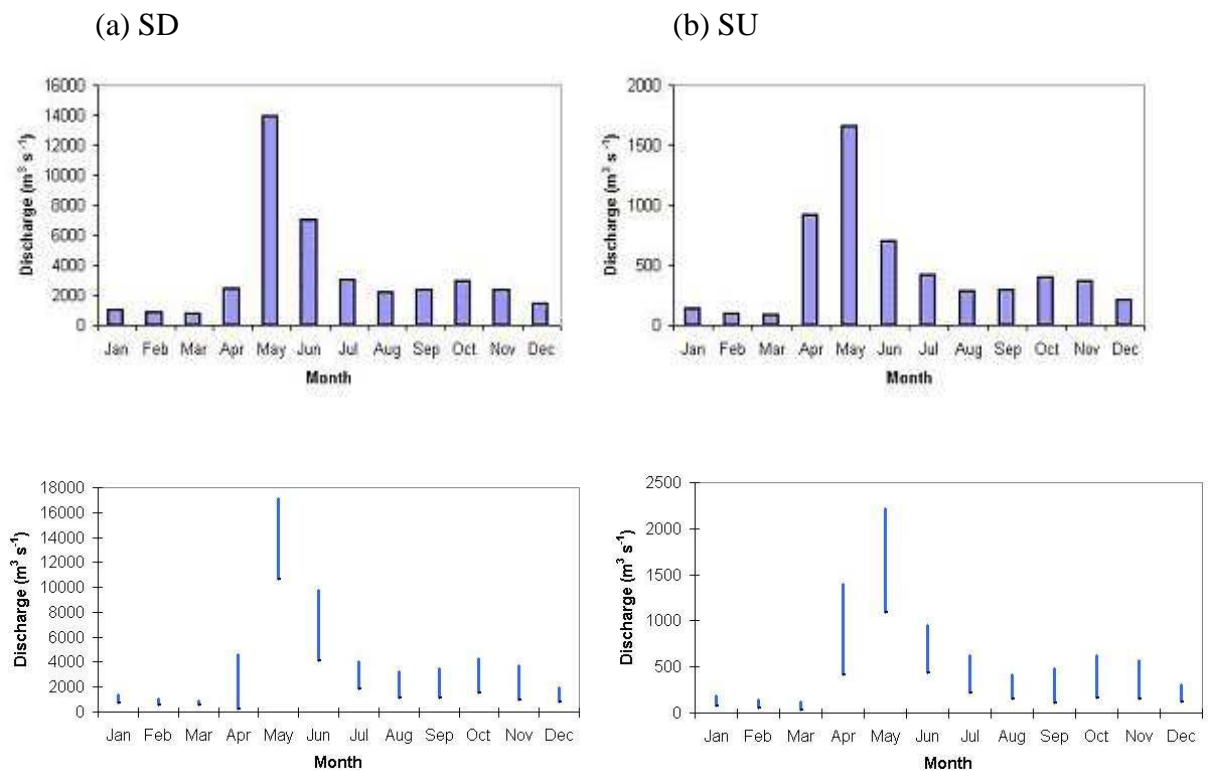 (a) SD
(b) SU
16000
14000
12000
10000
8000
6000
4000
2000
0
Discharge (m³ s⁻¹)
Jan Feb Mar Apr May Jun Jul Aug Sep Oct Nov Dec
Month
2000
1500
1000
500
0
Discharge (m³ s⁻¹)
Jan Feb Mar Apr May Jun Jul Aug Sep Oct Nov Dec
Month
18000
16000
14000
12000
10000
8000
6000
4000
2000
0
Discharge (m³ s⁻¹)
Jan Feb Mar Apr May Jun Jul Aug Sep Oct Nov Dec
Month
2500
2000
1500
1000
500
0
Discharge (m³ s⁻¹)
Jan Feb Mar Apr May Jun Jul Aug Sep Oct Nov Dec
Month